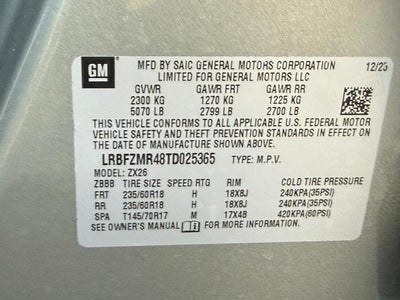 GM
MFD BY SAIC GENERAL MOTORS CORPORATION 12/25
LIMITED FOR GENERAL MOTORS LLC
GVWR GAWR FRT GAWR RR
2300 KG 1270 KG 1225 KG
5070 LB 2799 LB 2700 LB
THIS VEHICLE CONFORMS TO ALL APPLICABLE U.S. FEDERAL MOTOR
VEHICLE SAFETY AND THEFT PREVENTION STANDARDS IN EFFECT ON
THE DATE OF MANUFACTURE SHOWN ABOVE.
LRBFZMR48TD025365 TYPE: M.P.V.
MODEL: ZX26
ZBBB TIRE SIZE SPEED RTG RIM COLD TIRE PRESSURE
FRT 235/60R18 H 18X8J 240KPA(35PSI)
RR 235/60R18 H 18X8J 240KPA(35PSI)
SPA T145/70R17 M 17X4B 420KPA(60PSI)
SEE OWNER'S MANUAL FOR MORE INFORMATION.